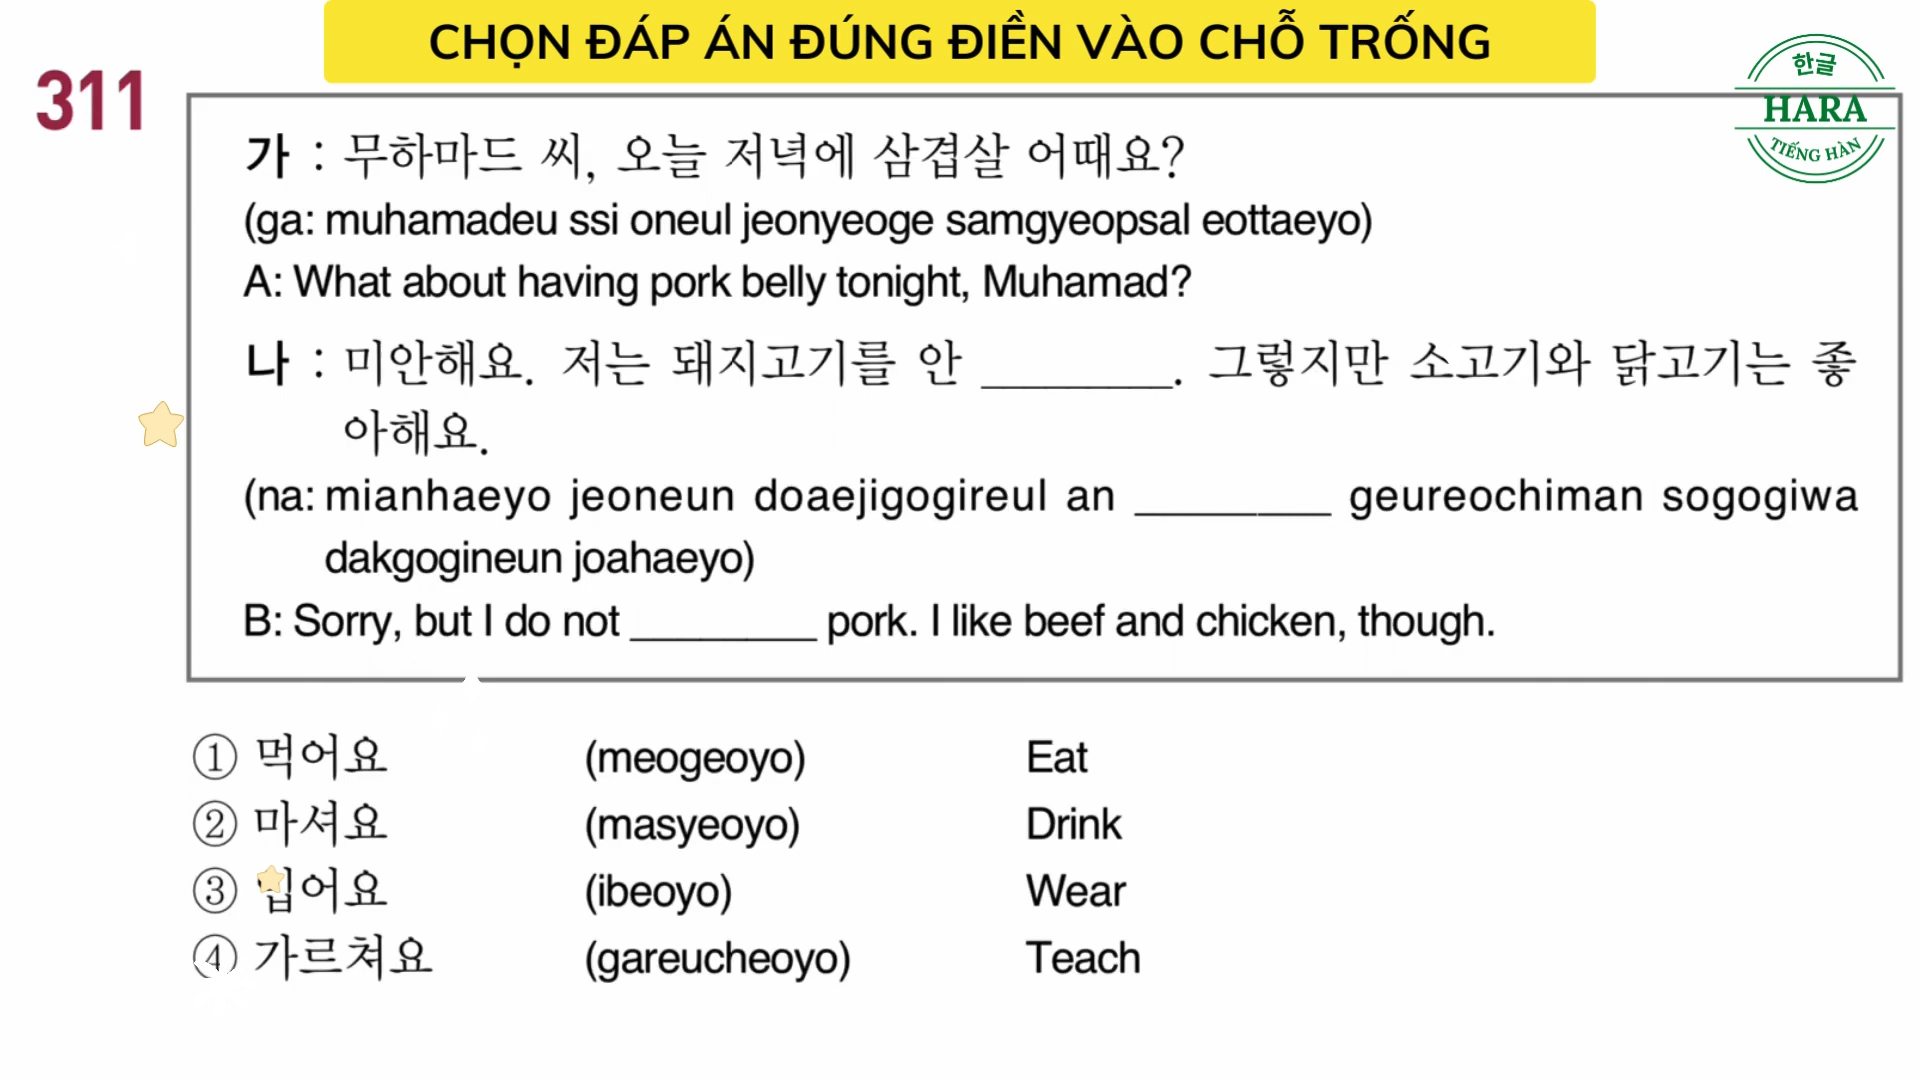 CHỌN ĐÁP ÁN ĐÚNG ĐIỀN VÀO CHỖ TRỐNG
한글
HARA
TIẾNG HÀN
311
가 : 무하마드 씨, 오늘 저녁에 삼겹살 어때요?
(ga: muhamadeu ssi oneul jeonyeoge samgyeopsal eottaeyo)
A: What about having pork belly tonight, Muhamad?
나 : 미안해요. 저는 돼지고기를 안 ________. 그렇지만 소고기와 닭고기는 좋
아해요.
(na: mianhaeyo jeoneun doaejigogireul an ________ geureochiman sogogiwa
dakgogineun joahaeyo)
B: Sorry, but I do not ________ pork. I like beef and chicken, though.
① 먹어요 (meogeoyo) Eat
② 마셔요 (masyeoyo) Drink
③ 입어요 (ibeoyo) Wear
④ 가르쳐요 (gareucheoyo) Teach